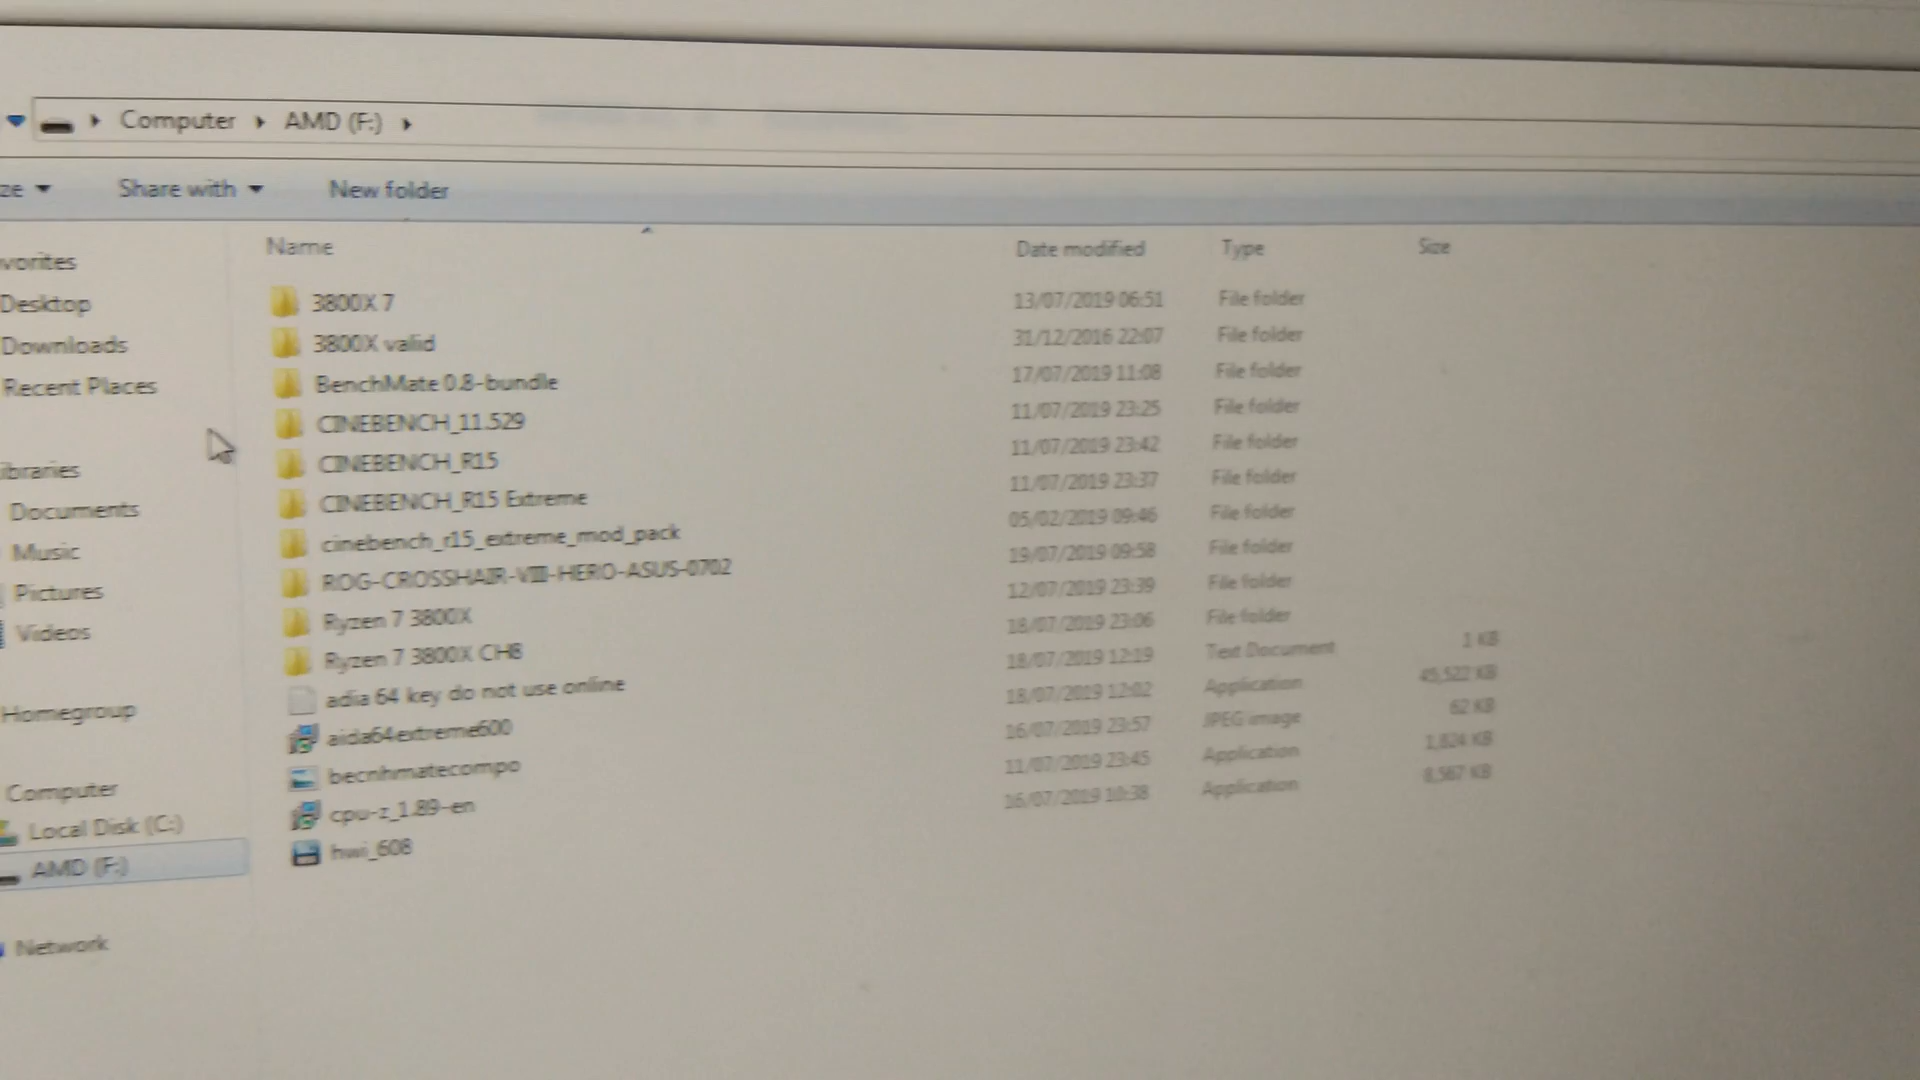 Computer AMD (F:)
ze Share with New folder
Name Date modified Type Size
vorites
Desktop
Downloads
Recent Places
ibraries
Documents
Music
Pictures
Videos
Homegroup
Computer
Local Disk (C:)
AMD (F:)
Network
3800X 7 13/07/2019 06:51 File folder
3800X valid 31/12/2016 22:07 File folder
BenchMate 0.8-bundle 17/07/2019 11:08 File folder
CINEBENCH_11.529 11/07/2019 23:25 File folder
CINEBENCH_R15 11/07/2019 23:42 File folder
CINEBENCH_R15 Extreme 11/07/2019 23:37 File folder
cinebench_r15_extreme_mod_pack 05/02/2019 09:46 File folder
ROG-CROSSHAIR-VIII-HERO-ASUS-0702 19/07/2019 09:58 File folder
Ryzen 7 3800X 12/07/2019 23:39 File folder
Ryzen 7 3800X CH8 18/07/2019 23:06 File folder
adia 64 key do not use online 18/07/2019 12:19 Text Document 1 KB
aida64extreme600 18/07/2019 12:02 Application 45,522 KB
becnhmatecompo 16/07/2019 23:57 JPEG image 62 KB
cpu-z_1.89-en 11/07/2019 23:45 Application 1,824 KB
hwi_608 16/07/2019 10:38 Application 8,567 KB